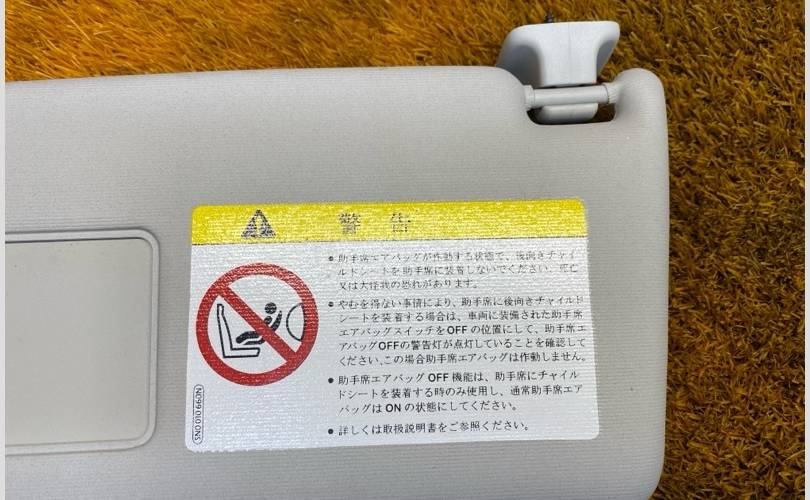 警 告
● 助手席エアバッグが作動する状態で、後向きチャイ
ルドシートを助手席に装着しないでください。死亡
又は大怪我の恐れがあります。
● やむを得ない事情により、助手席に後向きチャイルド
シートを装着する場合は、車両に装備された助手席
エアバッグスイッチをOFF の位置にして、助手席エ
アバッグOFFの警告灯が点灯していることを確認して
ください。この場合助手席エアバッグは作動しません。
● 助手席エアバッグ OFF 機能は、助手席にチャイル
ドシートを装着する時のみ使用し、通常助手席エア
バッグは ON の状態にしてください。
● 詳しくは取扱説明書をご参照ください。